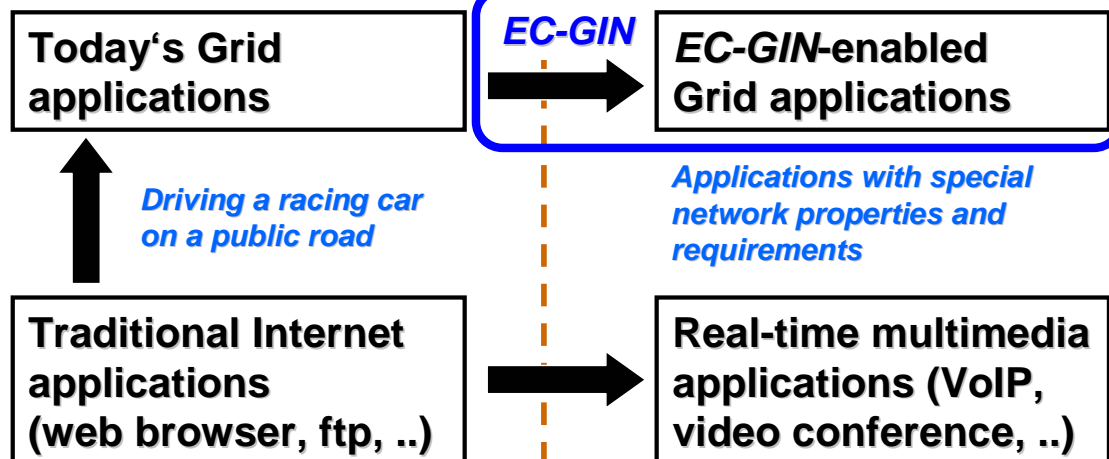 Today‘s Grid
applications
EC-GIN
EC-GIN-enabled
Grid applications
Driving a racing car
on a public road
Applications with special
network properties and
requirements
Traditional Internet
applications
(web browser, ftp, ..)
Real-time multimedia
applications (VoIP,
video conference, ..)